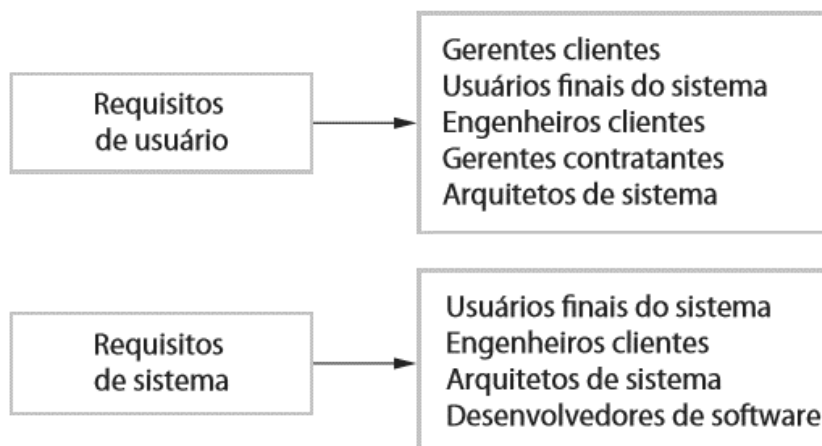 Requisitos
de usuário
Gerentes clientes
Usuários finais do sistema
Engenheiros clientes
Gerentes contratantes
Arquitetos de sistema
Requisitos
de sistema
Usuários finais do sistema
Engenheiros clientes
Arquitetos de sistema
Desenvolvedores de software